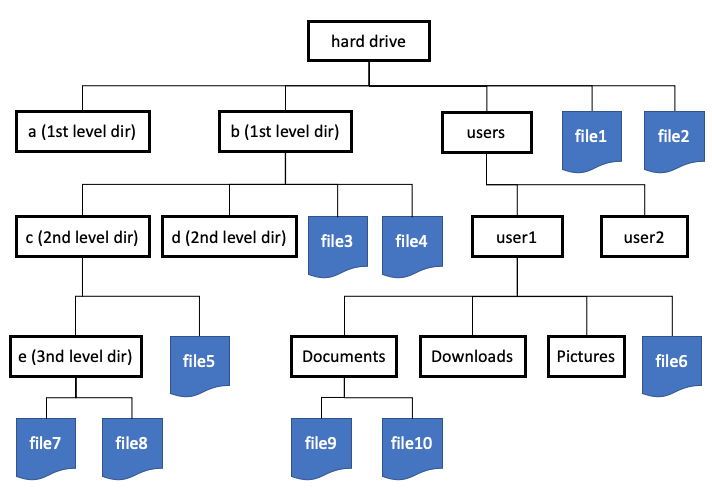 hard drive
a (1st level dir)
b (1st level dir)
users
file1
file2
c (2nd level dir)
d (2nd level dir)
file3
file4
user1
user2
e (3nd level dir)
file5
Documents
Downloads
Pictures
file6
file7
file8
file9
file10